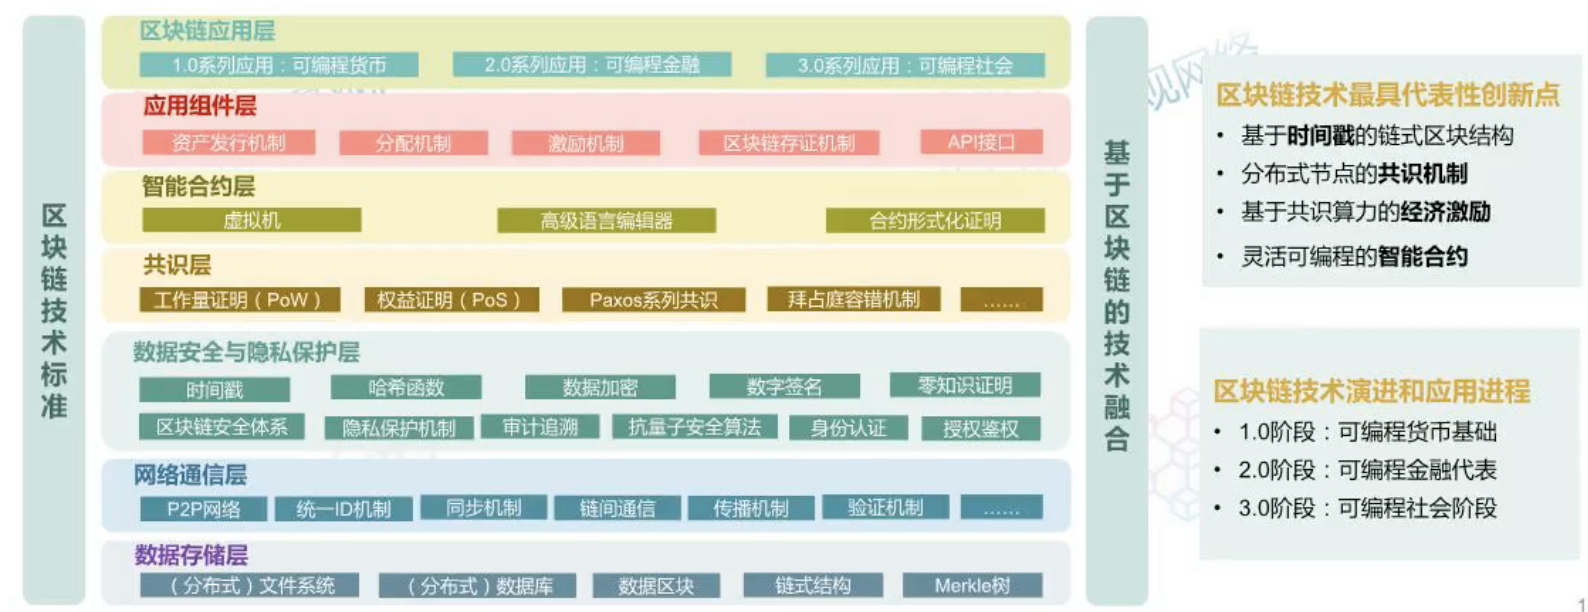 区块链技术标准
区块链应用层
1.0系列应用：可编程货币
2.0系列应用：可编程金融
3.0系列应用：可编程社会
应用组件层
资产发行机制
分配机制
激励机制
区块链存证机制
API接口
智能合约层
虚拟机
高级语言编辑器
合约形式化证明
共识层
工作量证明（PoW）
权益证明（PoS）
Paxos系列共识
拜占庭容错机制
……
数据安全与隐私保护层
时间戳
哈希函数
数据加密
数字签名
零知识证明
区块链安全体系
隐私保护机制
审计追溯
抗量子安全算法
身份认证
授权鉴权
网络通信层
P2P网络
统一ID机制
同步机制
链间通信
传播机制
验证机制
……
数据存储层
（分布式）文件系统
（分布式）数据库
数据区块
链式结构
Merkle树
基于区块链的技术融合
观网络
区块链技术最具代表性创新点
• 基于时间戳的链式区块结构
• 分布式节点的共识机制
• 基于共识算力的经济激励
• 灵活可编程的智能合约
区块链技术演进和应用进程
• 1.0阶段：可编程货币基础
• 2.0阶段：可编程金融代表
• 3.0阶段：可编程社会阶段
1